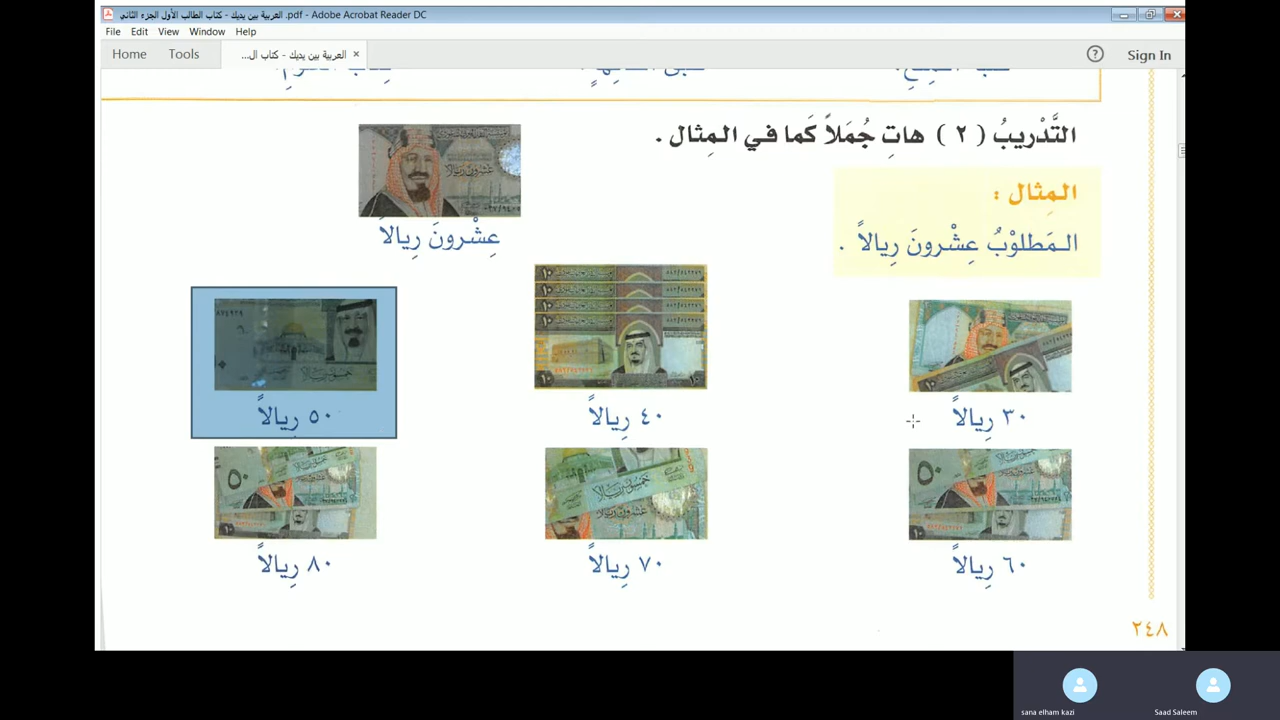 العربية بين يديك - كتاب الطالب الأول الجزء الثاني .pdf - Adobe Acrobat Reader DC
File Edit View Window Help
Home Tools العربية بين يديك - كتاب ال... × Sign In
التَّدْريبُ ( ٢ ) هاتِ جُمَلاً كَما في المِثال .
المِثال :
المَطلوْبُ عِشْرونَ رِيالاً .
عِشْرونَ رِيالاً
٣٠ رِيالاً
٤٠ رِيالاً
٥٠ رِيالاً
٦٠ رِيالاً
٧٠ رِيالاً
٨٠ رِيالاً
٢٤٨
sana elham kazi
Saad Saleem